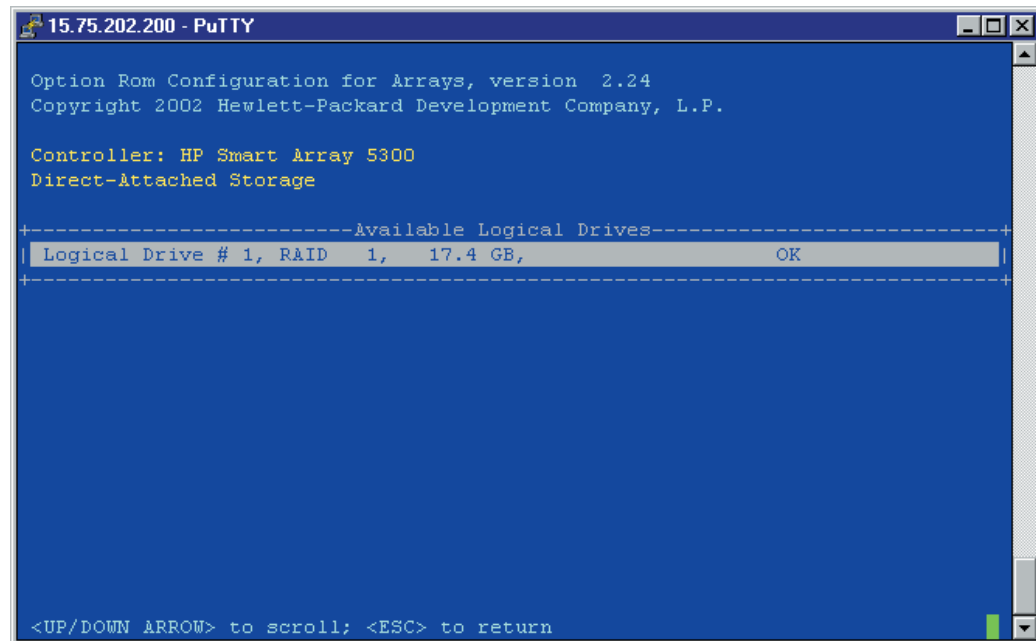 15.75.202.200 - PuTTY
Option Rom Configuration for Arrays, version  2.24
Copyright 2002 Hewlett-Packard Development Company, L.P.
Controller: HP Smart Array 5300
Direct-Attached Storage
Available Logical Drives
Logical Drive # 1, RAID   1,   17.4 GB,                    OK
<UP/DOWN ARROW> to scroll; <ESC> to return